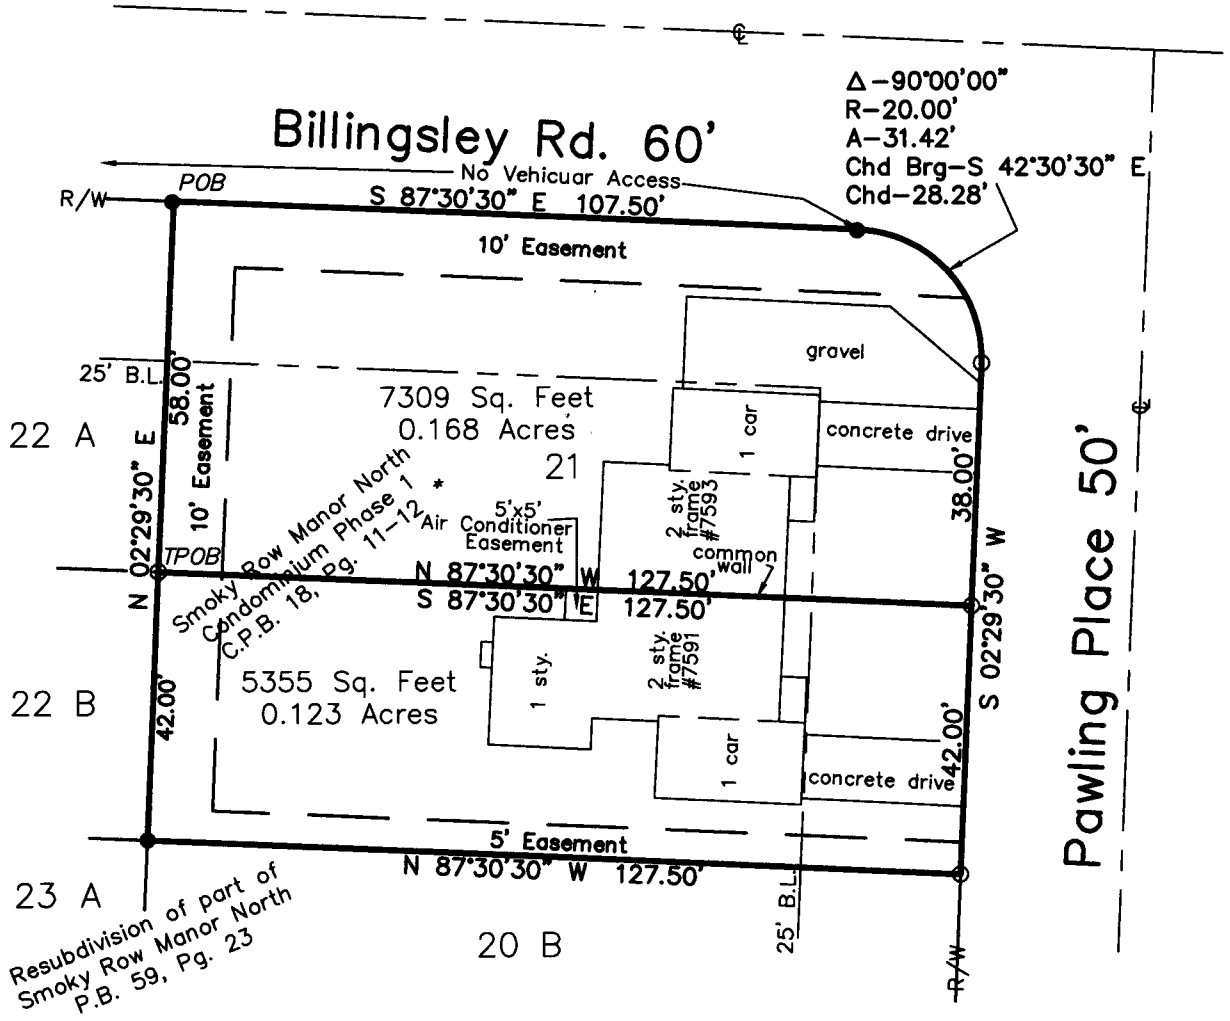 ℄
Δ-90°00'00"
R-20.00'
A-31.42'
Chd Brg-S 42°30'30" E
Chd-28.28'
Billingsley Rd. 60'
No Vehicuar Access
POB
R/W
S 87°30'30" E 107.50'
10' Easement
gravel
25' B.L.
58.00'
7309 Sq. Feet
0.168 Acres
21
1 car
concrete drive
℄
22 A
N 02°29'30" E
10' Easement
38.00'
Smoky Row Manor North
Condominium Phase 1 *
C.P.B. 18, Pg. 11-12
5'x5'
Air Conditioner
Easement
2 sty.
frame
#7593
common
wall
TPOB
N 87°30'30" W 127.50'
S 87°30'30" E 127.50'
S 02°29'30" W
Pawling Place 50'
2 sty.
frame
#7591
1 sty.
5355 Sq. Feet
0.123 Acres
22 B
42.00'
42.00'
1 car
concrete drive
5' Easement
N 87°30'30" W 127.50'
23 A
Resubdivision of part of
Smoky Row Manor North
P.B. 59, Pg. 23
20 B
25' B.L.
R/W